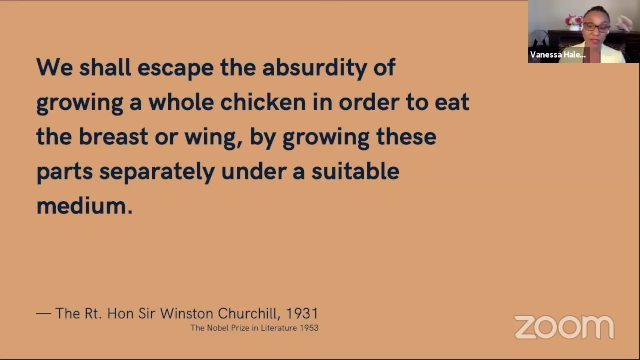 We shall escape the absurdity of
growing a whole chicken in order to eat
the breast or wing, by growing these
parts separately under a suitable
medium.
— The Rt. Hon Sir Winston Churchill, 1931
The Nobel Prize in Literature 1953
Vanessa Hale...
zoom